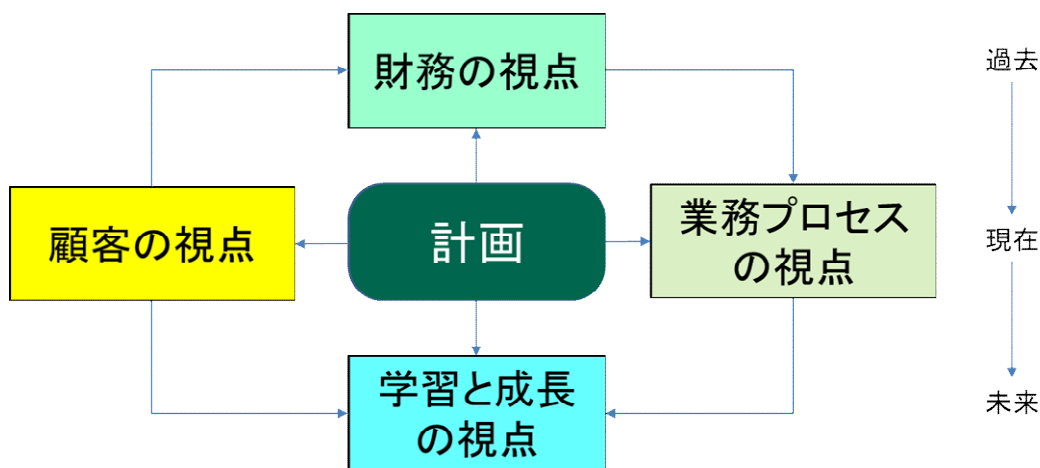 財務の視点
過去
顧客の視点
計画
業務プロセス
の視点
現在
学習と成長
の視点
未来